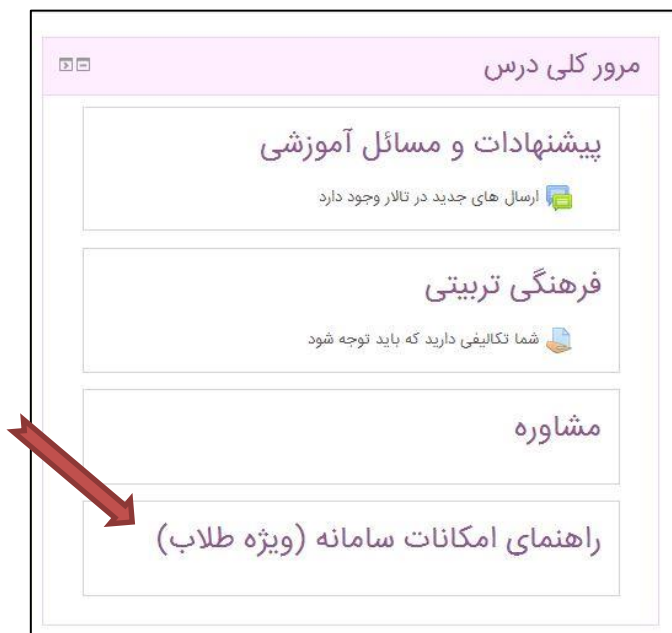 مرور کلی درس
پیشنهادات و مسائل آموزشی
ارسال های جدید در تالار وجود دارد
فرهنگی تربیتی
شما تکالیفی دارید که باید توجه شود
مشاوره
راهنمای امکانات سامانه (ویژه طلاب)